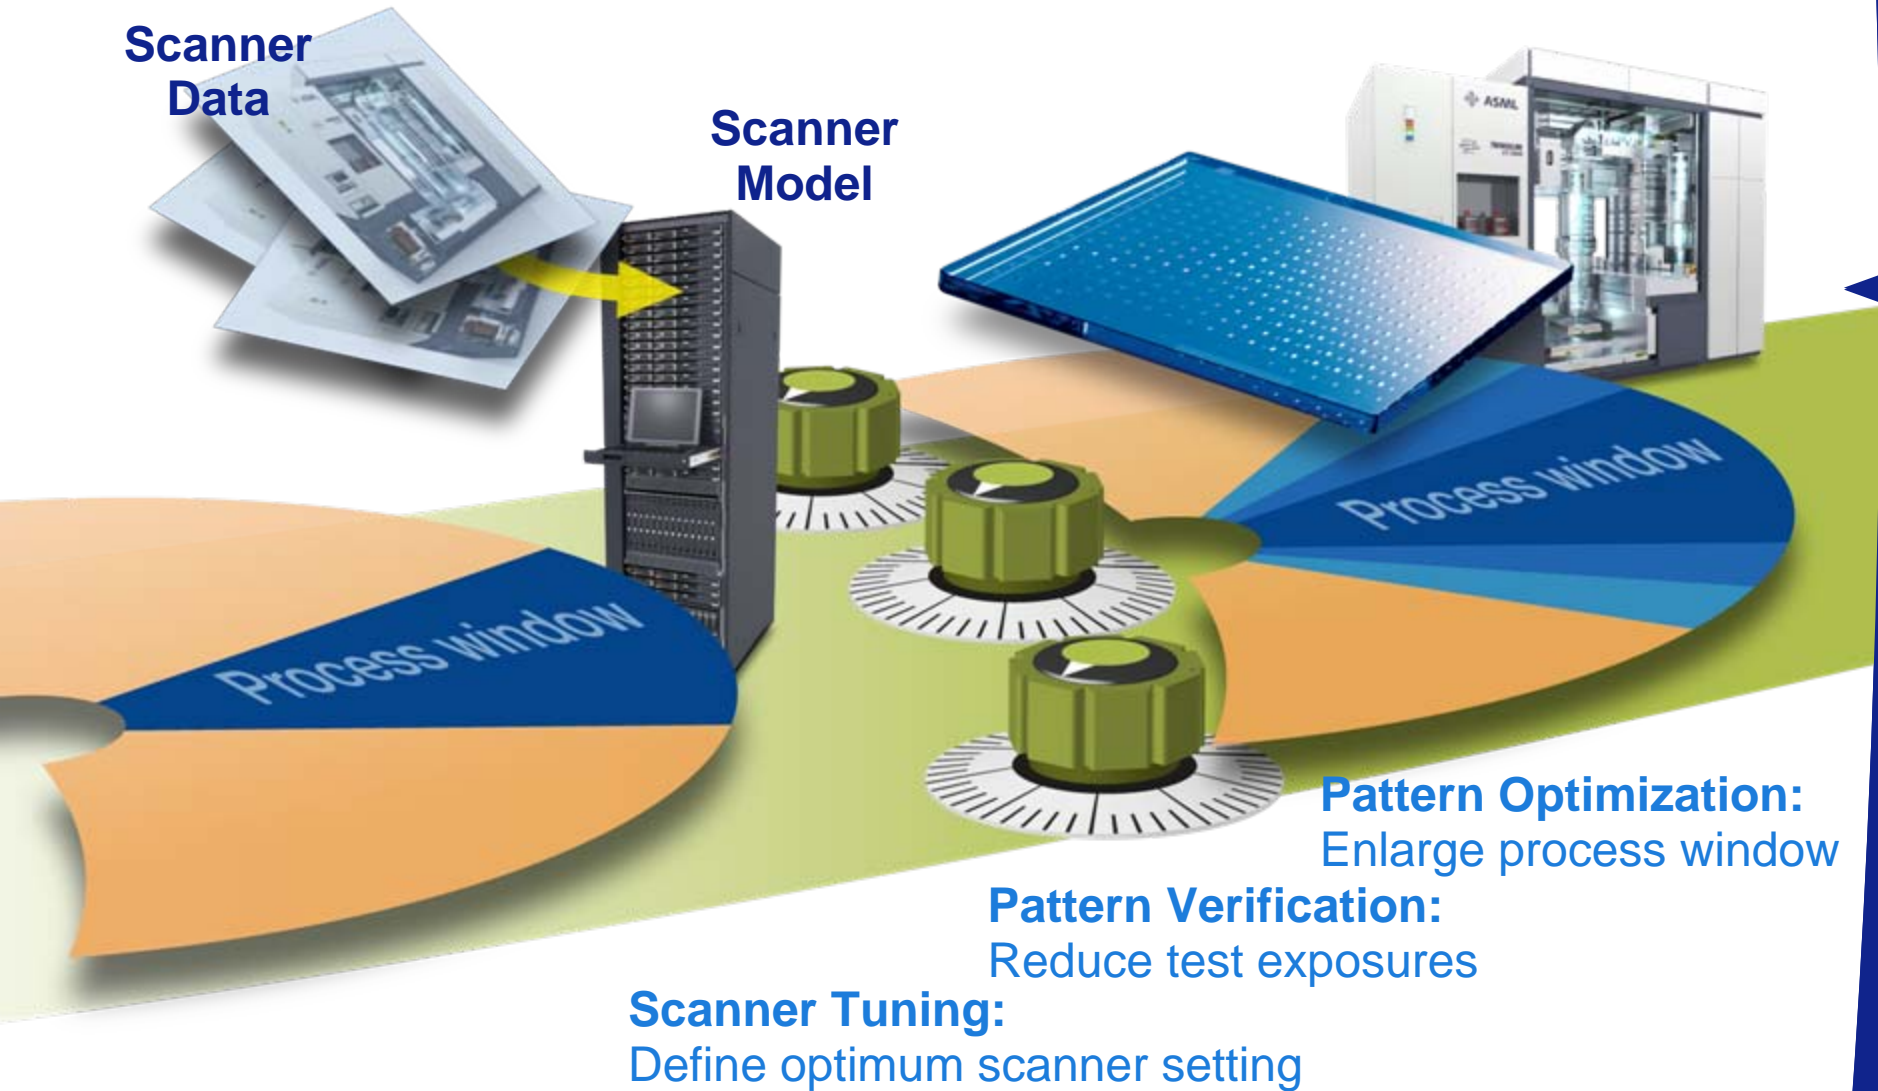 Scanner
Data
Scanner
Model
ASML
Process window
Process window
Pattern Optimization:
Enlarge process window
Pattern Verification:
Reduce test exposures
Scanner Tuning:
Define optimum scanner setting